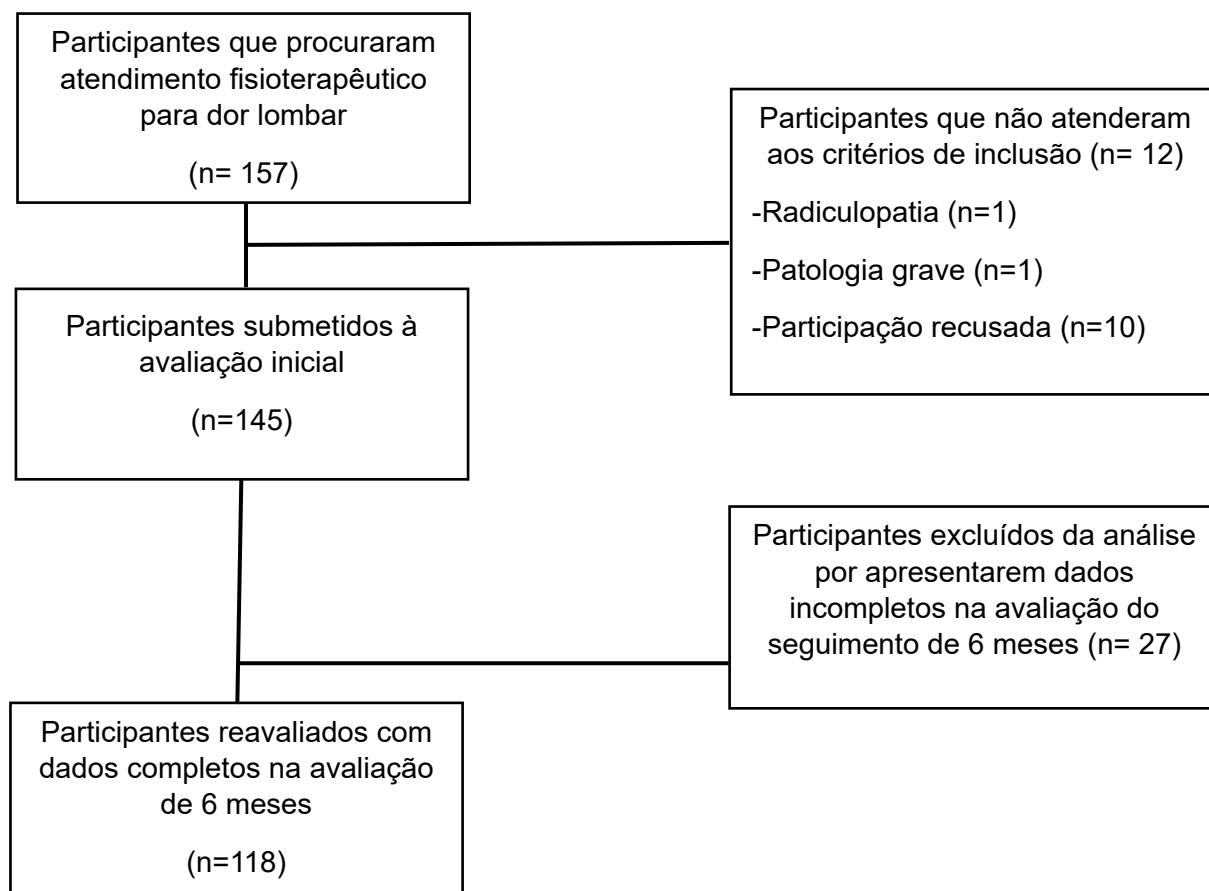 Participantes que procuraram
atendimento fisioterapêutico
para dor lombar
(n= 157)
Participantes que não atenderam
aos critérios de inclusão (n= 12)
-Radiculopatia (n=1)
-Patologia grave (n=1)
-Participação recusada (n=10)
Participantes submetidos à
avaliação inicial
(n=145)
Participantes excluídos da análise
por apresentarem dados
incompletos na avaliação do
seguimento de 6 meses (n= 27)
Participantes reavaliados com
dados completos na avaliação
de 6 meses
(n=118)